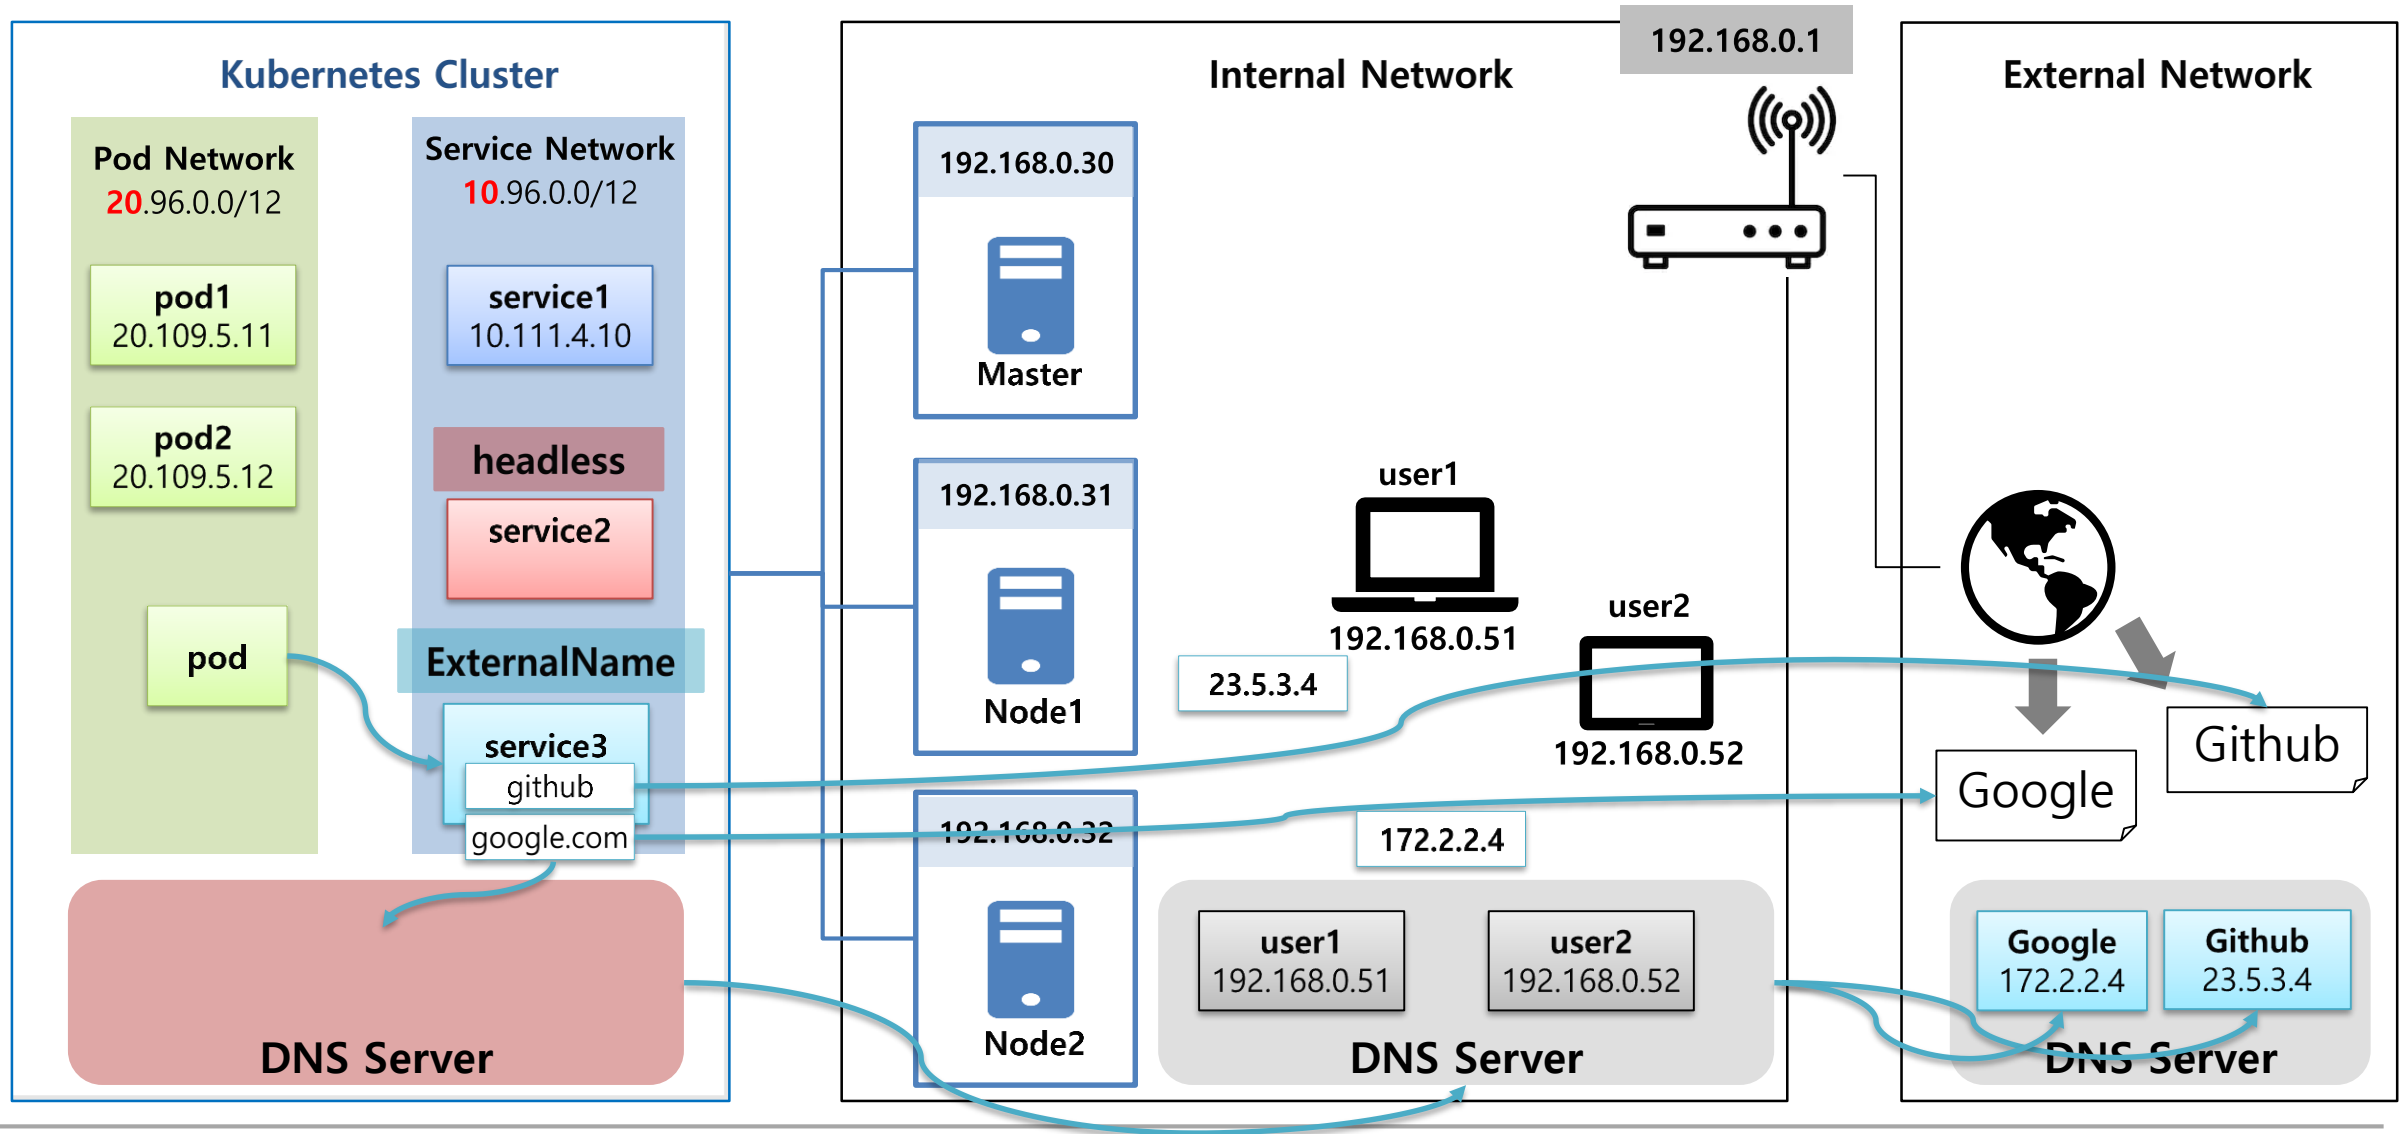 Kubernetes Cluster
Pod Network
20.96.0.0/12
pod1
20.109.5.11
pod2
20.109.5.12
pod
Service Network
10.96.0.0/12
service1
10.111.4.10
headless
service2
ExternalName
service3
github
google.com
DNS Server
Internal Network
192.168.0.1
192.168.0.30
Master
192.168.0.31
Node1
192.168.0.32
Node2
user1
192.168.0.51
user2
192.168.0.52
23.5.3.4
172.2.2.4
user1
192.168.0.51
user2
192.168.0.52
DNS Server
External Network
Github
Google
Google
172.2.2.4
Github
23.5.3.4
DNS Server